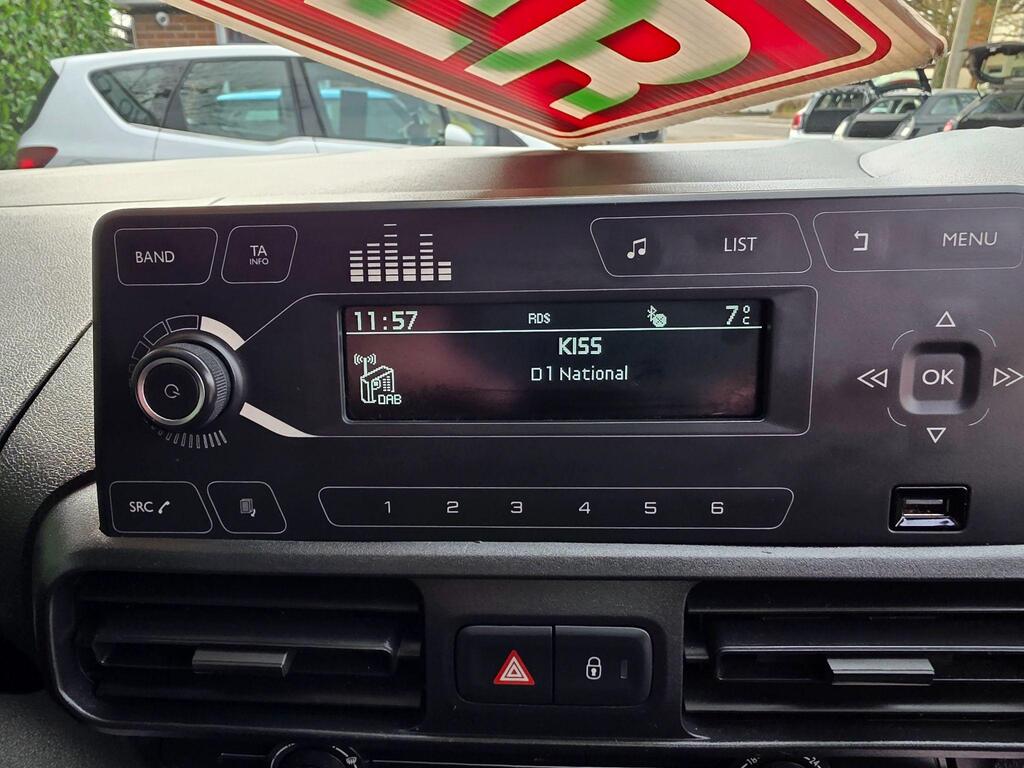 BAND
TA
INFO
LIST
MENU
11:57
RDS
7°C
KISS
D1 National
DAB
OK
SRC
1 2 3 4 5 6